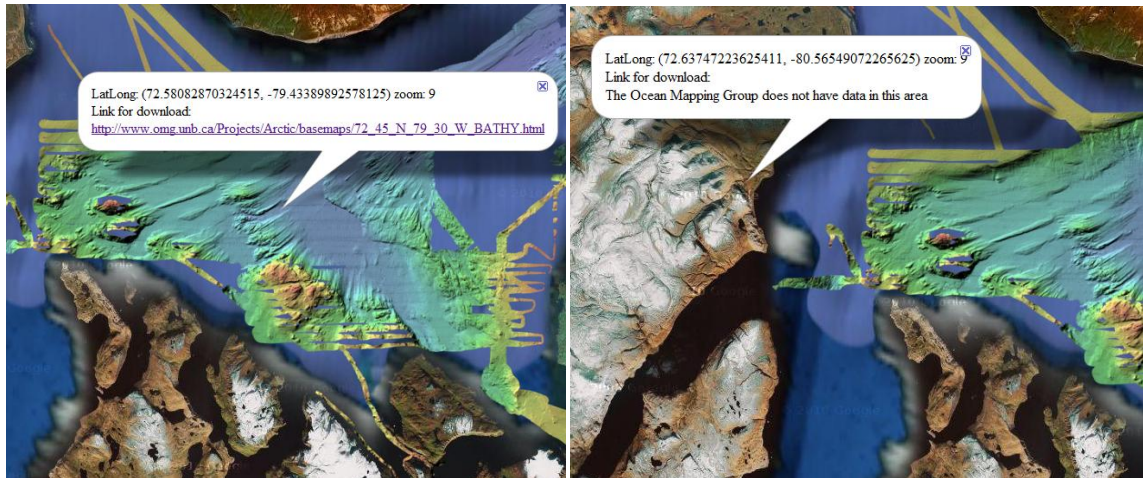 LatLong: (72.58082870324515, -79.43389892578125) zoom: 9
Link for download:
http://www.omg.unb.ca/Projects/Arctic/basemaps/72_45_N_79_30_W_BATHY.html
LatLong: (72.63747223625411, -80.56549072265625) zoom: 9
Link for download:
The Ocean Mapping Group does not have data in this area